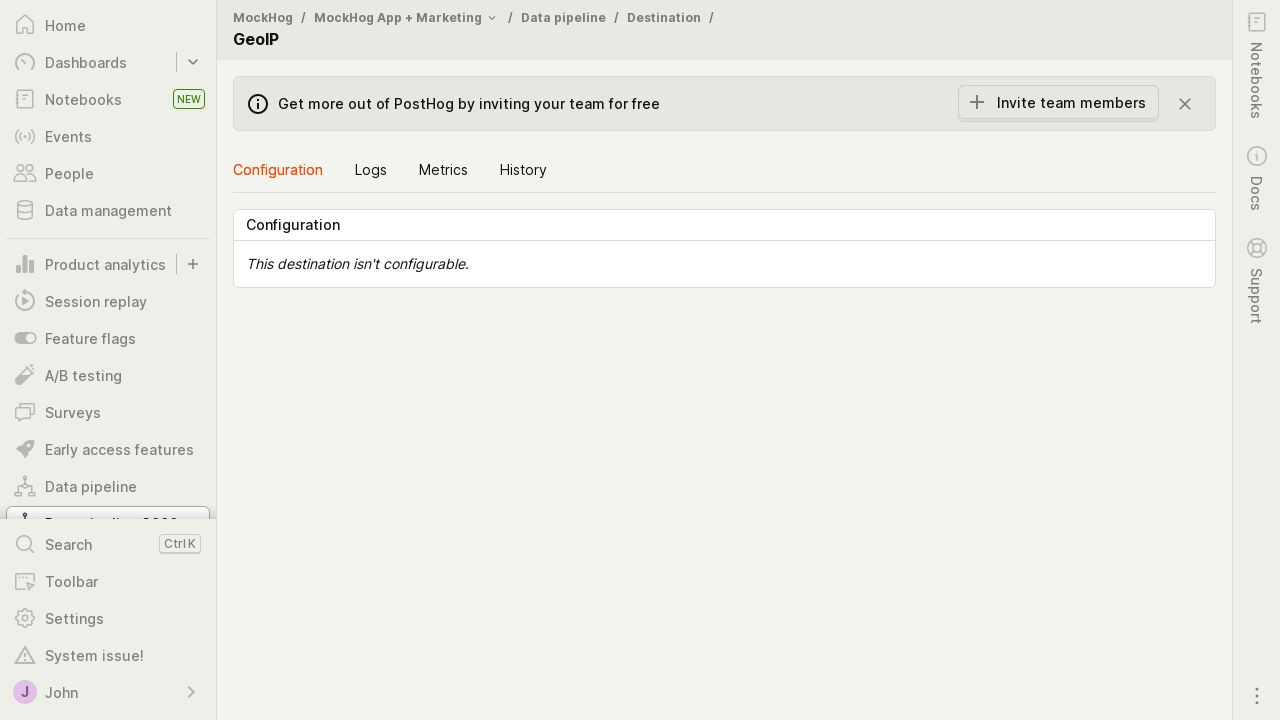 Home
Dashboards
Notebooks NEW
Events
People
Data management
Product analytics
Session replay
Feature flags
A/B testing
Surveys
Early access features
Data pipeline
Search Ctrl K
Toolbar
Settings
System issue!
J John
MockHog / MockHog App + Marketing / Data pipeline / Destination /
GeoIP
Get more out of PostHog by inviting your team for free
Invite team members
Configuration Logs Metrics History
Configuration
This destination isn't configurable.
Notebooks
Docs
Support